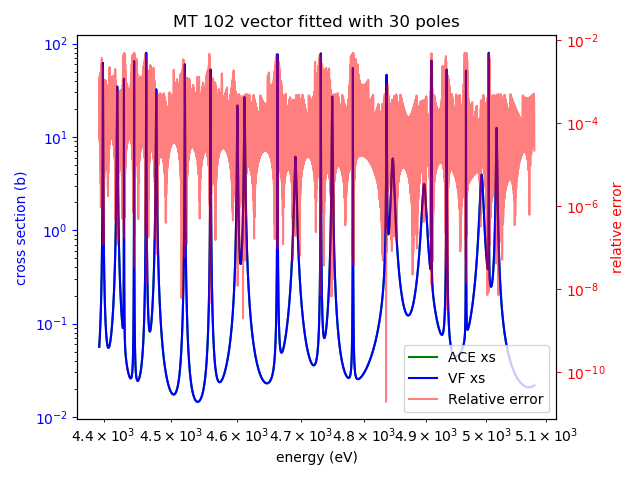 MT 102 vector fitted with 30 poles
10²
10¹
10⁰
10⁻¹
10⁻²
cross section (b)
10⁻²
10⁻⁴
10⁻⁶
10⁻⁸
10⁻¹⁰
relative error
ACE xs
VF xs
Relative error
4.4 × 10³ 4.5 × 10³ 4.6 × 10³ 4.7 × 10³ 4.8 × 10³ 4.9 × 10³ 5 × 10³ 5.1 × 10³
energy (eV)